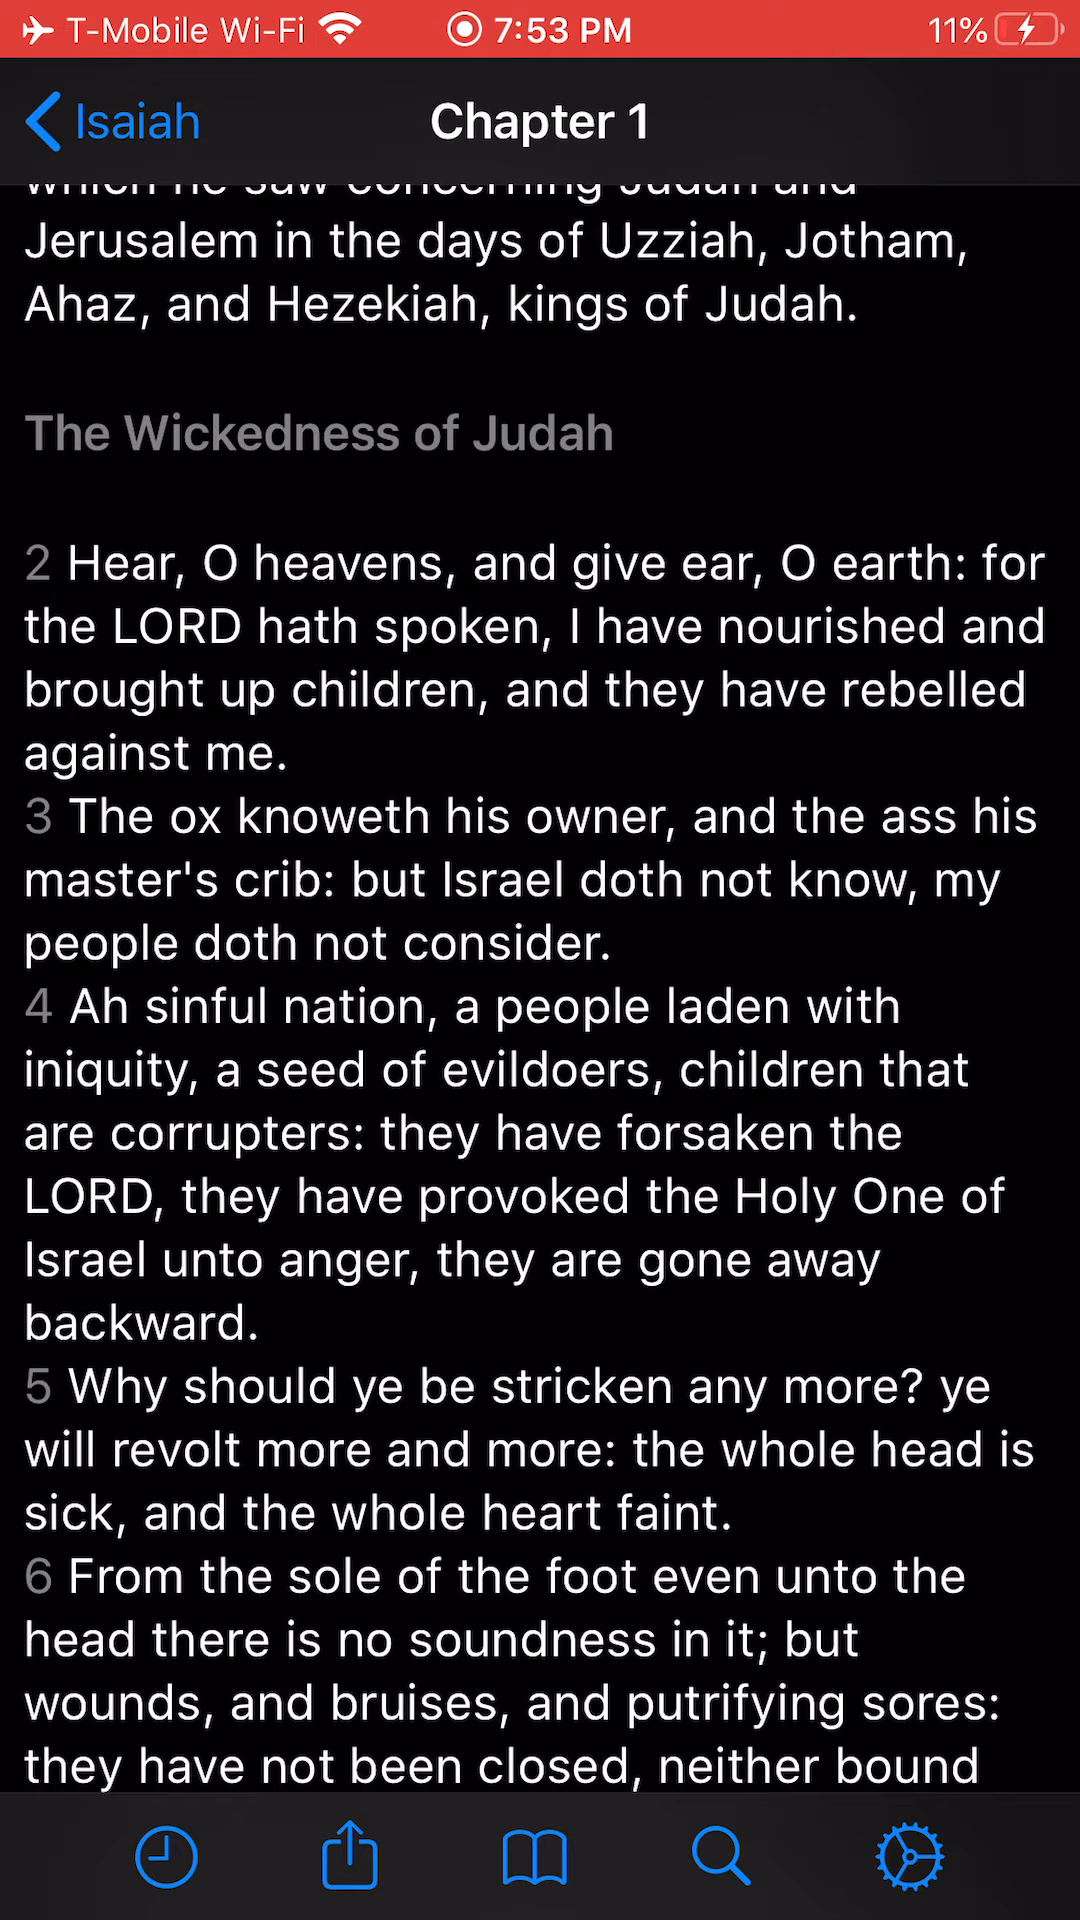 T-Mobile Wi-Fi 7:53 PM 11%
Isaiah Chapter 1
which he saw concerning Judah and
Jerusalem in the days of Uzziah, Jotham,
Ahaz, and Hezekiah, kings of Judah.
The Wickedness of Judah
2 Hear, O heavens, and give ear, O earth: for
the LORD hath spoken, I have nourished and
brought up children, and they have rebelled
against me.
3 The ox knoweth his owner, and the ass his
master's crib: but Israel doth not know, my
people doth not consider.
4 Ah sinful nation, a people laden with
iniquity, a seed of evildoers, children that
are corrupters: they have forsaken the
LORD, they have provoked the Holy One of
Israel unto anger, they are gone away
backward.
5 Why should ye be stricken any more? ye
will revolt more and more: the whole head is
sick, and the whole heart faint.
6 From the sole of the foot even unto the
head there is no soundness in it; but
wounds, and bruises, and putrifying sores:
they have not been closed, neither bound